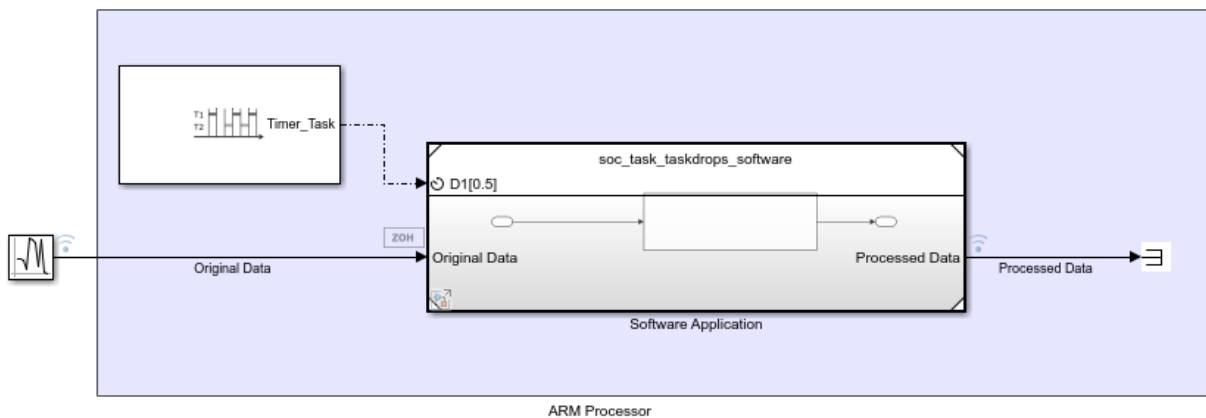 T1
T2
Timer_Task
soc_task_taskdrops_software
D1[0.5]
ZOH
Original Data
Original Data
Processed Data
Processed Data
Software Application
ARM Processor